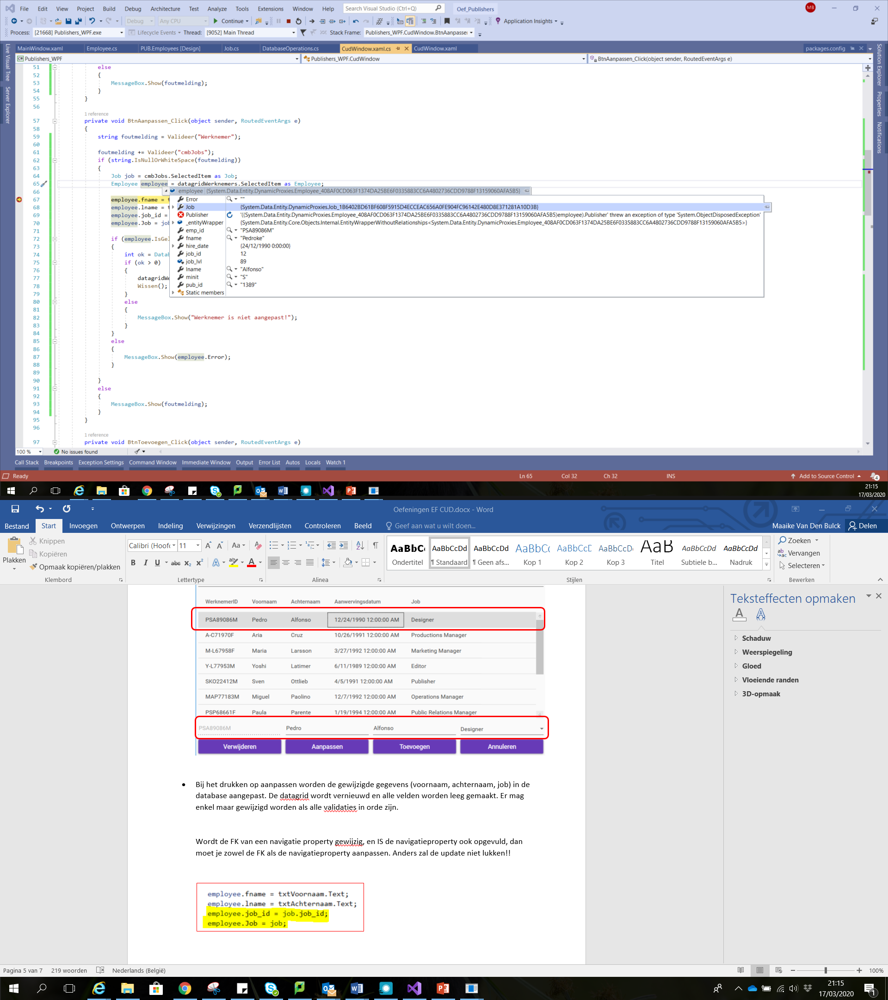 File Edit View Project Build Debug Architecture Test Analyze Tools Extensions Window Help Search Visual Studio (Ctrl+Q) Oef_Publishers MB
Debug Any CPU Continue Application Insights
Process: [21668] Publishers_WPF.exe Lifecycle Events Thread: [9052] Main Thread Stack Frame: Publishers_WPF.CudWindow.BtnAanpassen
MainWindow.xaml Employee.cs PUB.Employees [Design] Job.cs DatabaseOperations.cs CudWindow.xaml.cs CudWindow.xaml packages.config
Publishers_WPF Publishers_WPF.CudWindow BtnAanpassen_Click(object sender, RoutedEventArgs e)
Live Visual Tree
Server Explorer
Solution Explorer
Properties
Notifications
51 else
52 {
53 MessageBox.Show(foutmelding);
54 }
55 }
56
1 reference
57 private void BtnAanpassen_Click(object sender, RoutedEventArgs e)
58 {
59 string foutmelding = Valideer("Werknemer");
60
61 foutmelding += Valideer("cmbJobs");
62 if (string.IsNullOrWhiteSpace(foutmelding))
63 {
64 Job job = cmbJobs.SelectedItem as Job;
65 Employee employee = datagridWerknemers.SelectedItem as Employee;
66 employee {System.Data.Entity.DynamicProxies.Employee_408AF0CD063F1374DA25BE6F0335883CC6A4802736CDD9788F13159060AFA5B5}
67 employee.fname = t Error ""
68 employee.lname = t Job {System.Data.Entity.DynamicProxies.Job_1B6402BD61BF608F5915D4ECCEAC656A0FE904FC96142E480D8E371281A10D3B}
69 employee.job_id = Publisher '((System.Data.Entity.DynamicProxies.Employee_408AF0CD063F1374DA25BE6F0335883CC6A4802736CDD9788F13159060AFA5B5)employee).Publisher' threw an exception of type 'System.ObjectDisposedException'
70 employee.Job = job _entityWrapper {System.Data.Entity.Core.Objects.Internal.EntityWrapperWithoutRelationships<System.Data.Entity.DynamicProxies.Employee_408AF0CD063F1374DA25BE6F0335883CC6A4802736CDD9788F13159060AFA5B5>}
71 emp_id "PSA89086M"
72 if (employee.IsGel fname "Pedroke"
73 { hire_date {24/12/1990 0:00:00}
74 int ok = Datab job_id 12
75 if (ok > 0) job_lvl 89
76 { lname "Alfonso"
77 datagridWe minit "S"
78 Wissen(); pub_id "1389"
79 } Static members
80 else
81 {
82 MessageBox.Show("Werknemer is niet aangepast!");
83 }
84 }
85 else
86 {
87 MessageBox.Show(employee.Error);
88 }
89
90 }
91 else
92 {
93 MessageBox.Show(foutmelding);
94 }
95 }
96
1 reference
97 private void BtnToevoegen_Click(object sender, RoutedEventArgs e)
100 % No issues found
Call Stack Breakpoints Exception Settings Command Window Immediate Window Output Error List Autos Locals Watch 1
Ready Ln 65 Col 32 Ch 32 INS Add to Source Control 4
21:15
17/03/2020
Oefeningen EF CUD.docx - Word
Bestand Start Invoegen Ontwerpen Indeling Verwijzingen Verzendlijsten Controleren Beeld Geef aan wat u wilt doen... Maaike Van Den Bulck Delen
Plakken
Knippen
Kopiëren
Opmaak kopiëren/plakken
Klembord
Calibri (Hoofd 11 Aa
B I U abc x₂ x² A ab A
Lettertype
Alinea
AaBbC AaBbCcDd AaBbCcDd AaBbC AaBbCcD AaBbCcD AaB AaBbCcDd AaBbCcDd
Ondertitel ¶ Standaard ¶ Geen afs... Kop 1 Kop 2 Kop 3 Titel Subtiele b... Nadruk
Stijlen
Zoeken
Vervangen
Selecteren
Bewerken
WerknemerID Voornaam Achternaam Aanwervingsdatum Job
PSA89086M Pedro Alfonso 12/24/1990 12:00:00 AM Designer
A-C71970F Aria Cruz 10/26/1991 12:00:00 AM Productions Manager
M-L67958F Maria Larsson 3/27/1992 12:00:00 AM Marketing Manager
Y-L77953M Yoshi Latimer 6/11/1989 12:00:00 AM Editor
SKO22412M Sven Ottlieb 4/5/1991 12:00:00 AM Publisher
MAP77183M Miguel Paolino 12/7/1992 12:00:00 AM Operations Manager
PSP68661F Paula Parente 1/19/1994 12:00:00 AM Public Relations Manager
PSA89086M Pedro Alfonso Designer
Verwijderen Aanpassen Toevoegen Annuleren
• Bij het drukken op aanpassen worden de gewijzigde gegevens (voornaam, achternaam, job) in de
database aangepast. De datagrid wordt vernieuwd en alle velden worden leeg gemaakt. Er mag
enkel maar gewijzigd worden als alle validaties in orde zijn.
Wordt de FK van een navigatie property gewijzig, en IS de navigatieproperty ook opgevuld, dan
moet je zowel de FK als de navigatieproperty aanpassen. Anders zal de update niet lukken!!
employee.fname = txtVoornaam.Text;
employee.lname = txtAchternaam.Text;
employee.job_id = job.job_id;
employee.Job = job;
Teksteffecten opmaken
Schaduw
Weerspiegeling
Gloed
Vloeiende randen
3D-opmaak
Pagina 5 van 7 219 woorden Nederlands (België) 100%
21:15
17/03/2020
1